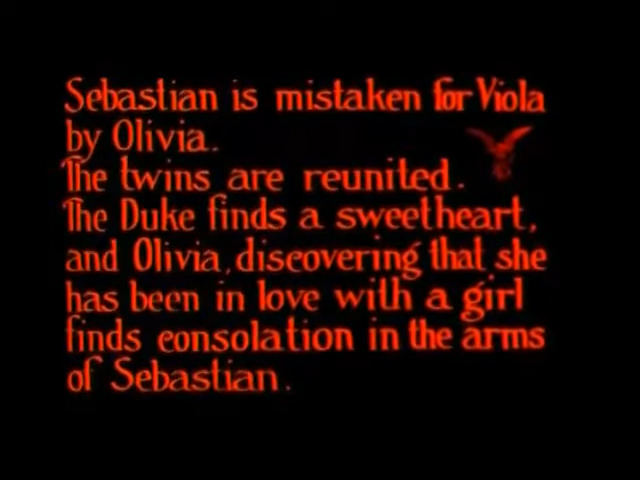 Sebastian is mistaken for Viola
by Olivia.
The twins are reunited.
The Duke finds a sweetheart,
and Olivia, discovering that she
has been in love with a girl
finds consolation in the arms
of Sebastian.